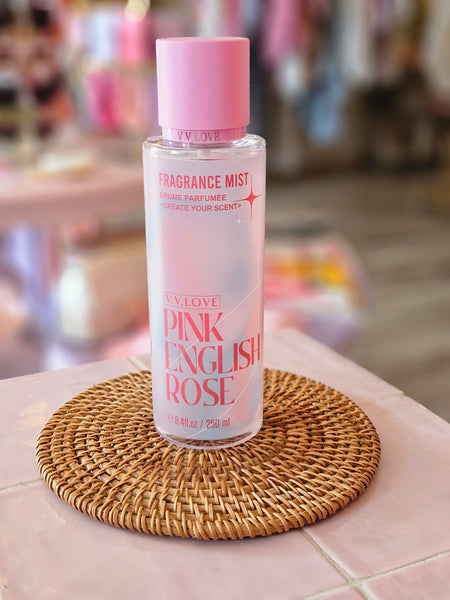 V.V.LOVE
FRAGRANCE MIST
BRUME PARFUMÉE
<CREATE YOUR SCENT>
V.V.LOVE
PINK
ENGLISH
ROSE
℮ 8.4fl.oz / 250 ml